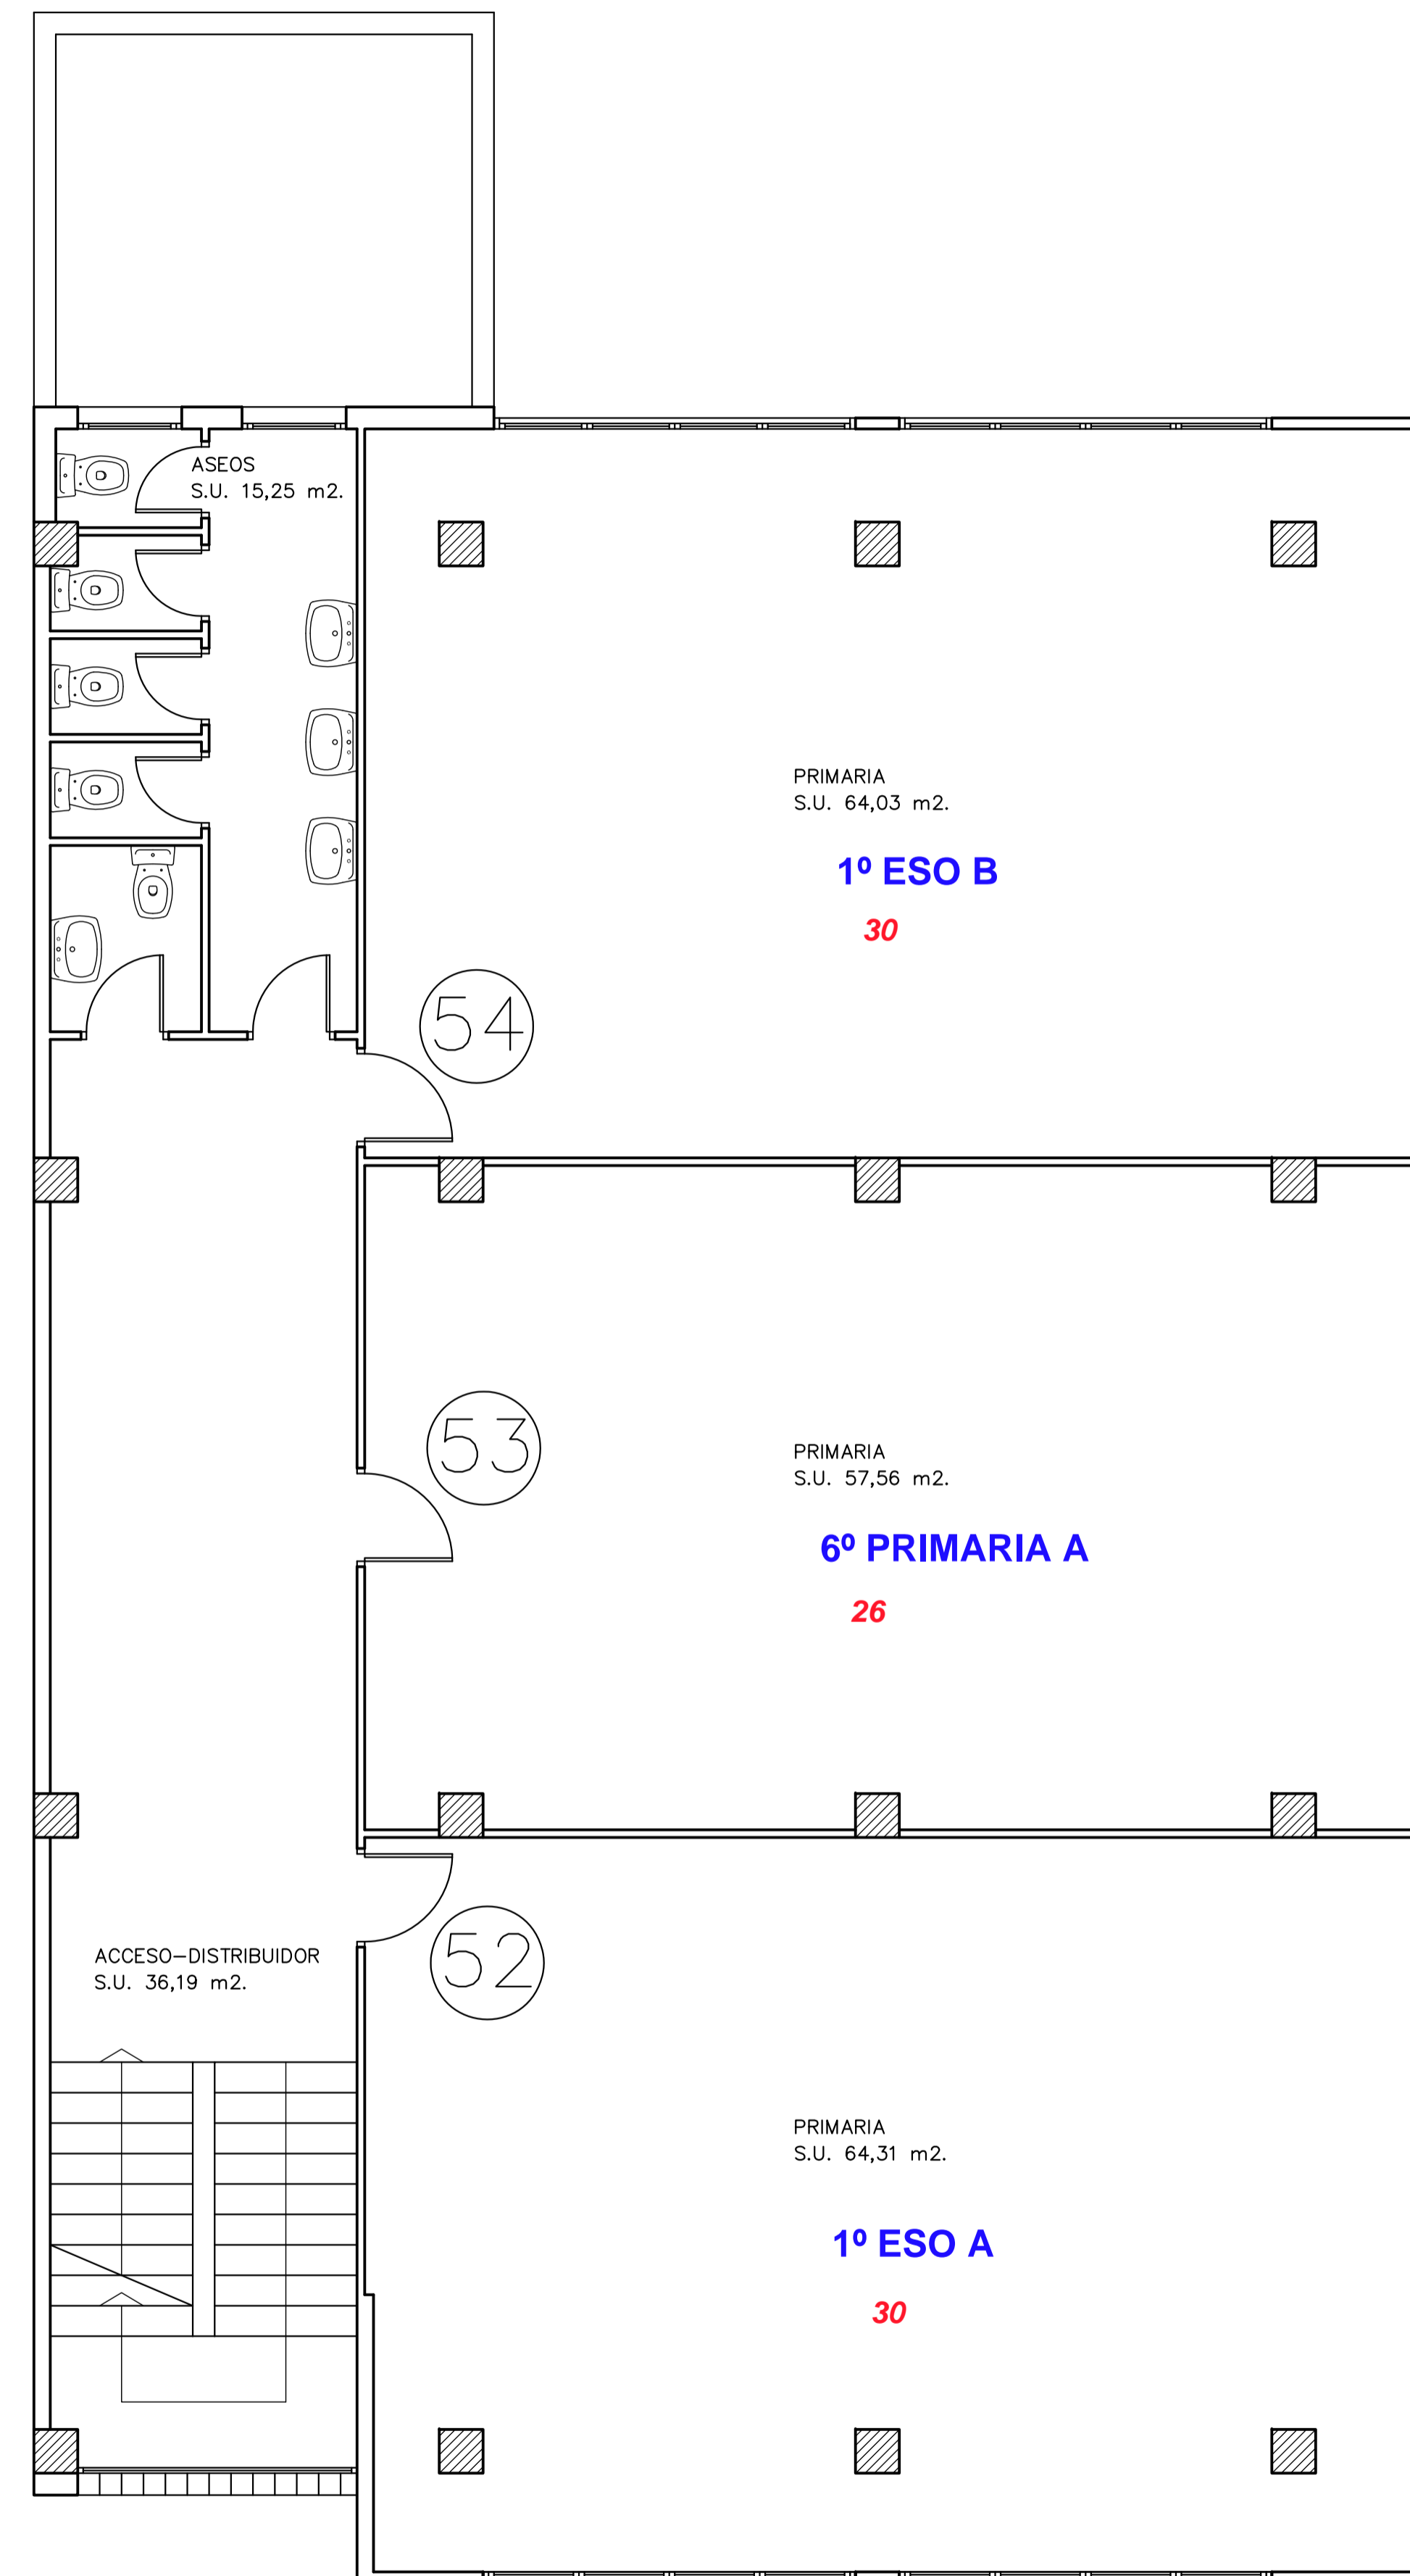 ASEOS
S.U. 15,25 m2.
PRIMARIA
S.U. 64,03 m2.
1º ESO B
30
54
53
PRIMARIA
S.U. 57,56 m2.
6º PRIMARIA A
26
52
ACCESO-DISTRIBUIDOR
S.U. 36,19 m2.
PRIMARIA
S.U. 64,31 m2.
1º ESO A
30